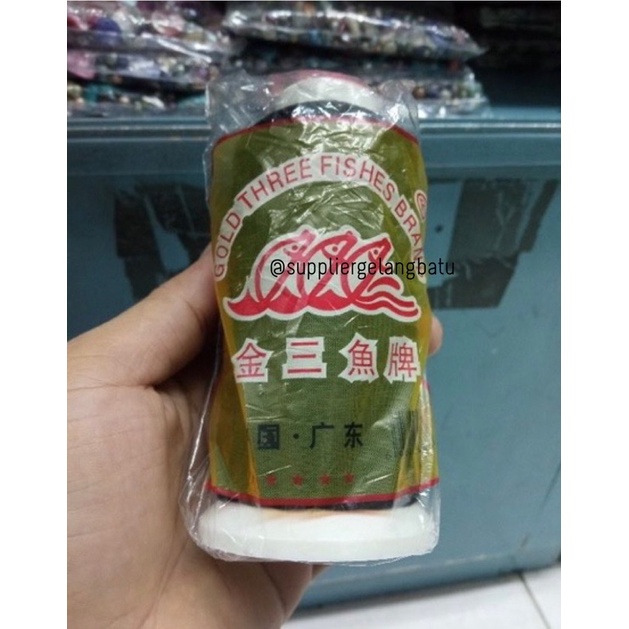 GOLD THREE FISHES BRAND
®
@suppliergelangbatu
金三魚牌
国·广东